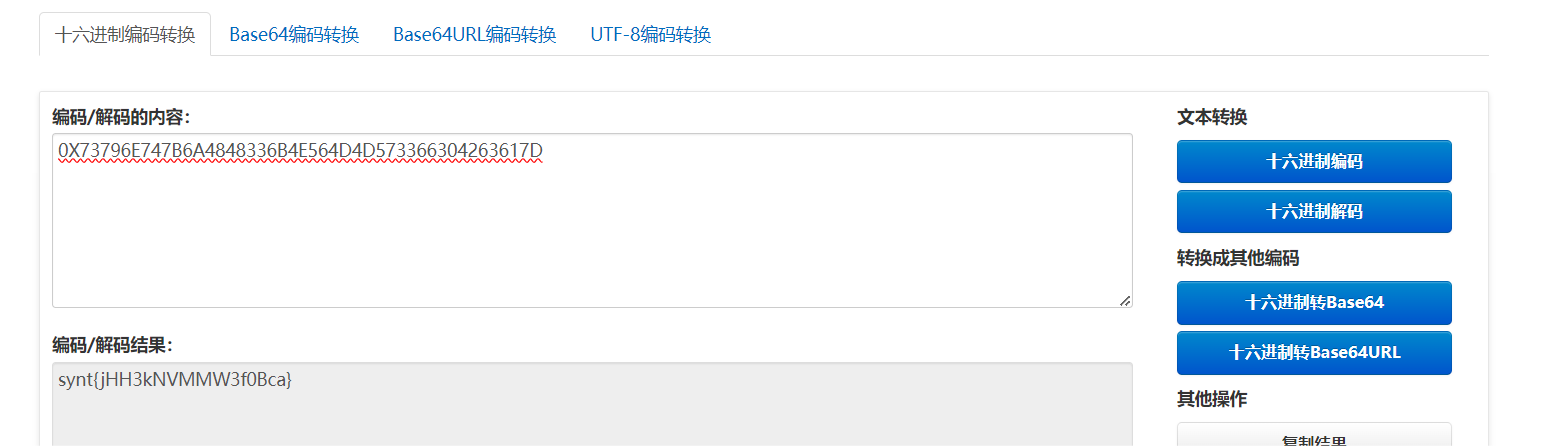 十六进制编码转换 Base64编码转换 Base64URL编码转换 UTF-8编码转换
编码/解码的内容：
0X73796E747B6A4848336B4E564D4D573366304263617D
编码/解码结果：
synt{jHH3kNVMMW3f0Bca}
文本转换
十六进制编码
十六进制解码
转换成其他编码
十六进制转Base64
十六进制转Base64URL
其他操作
复制结果